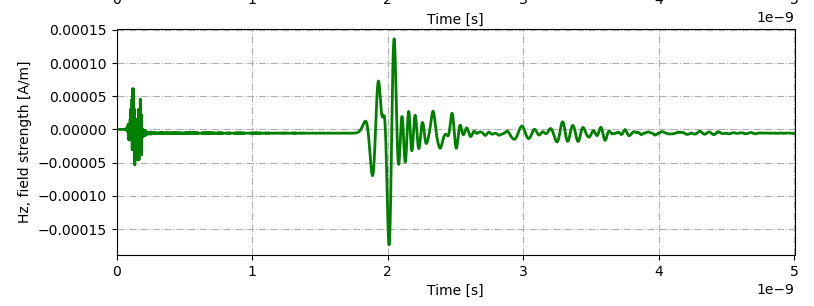 0 1 2 3 4 5
Time [s] 1e−9
0.00015
0.00010
0.00005
0.00000
−0.00005
−0.00010
−0.00015
Hz, field strength [A/m]
0 1 2 3 4 5
Time [s] 1e−9